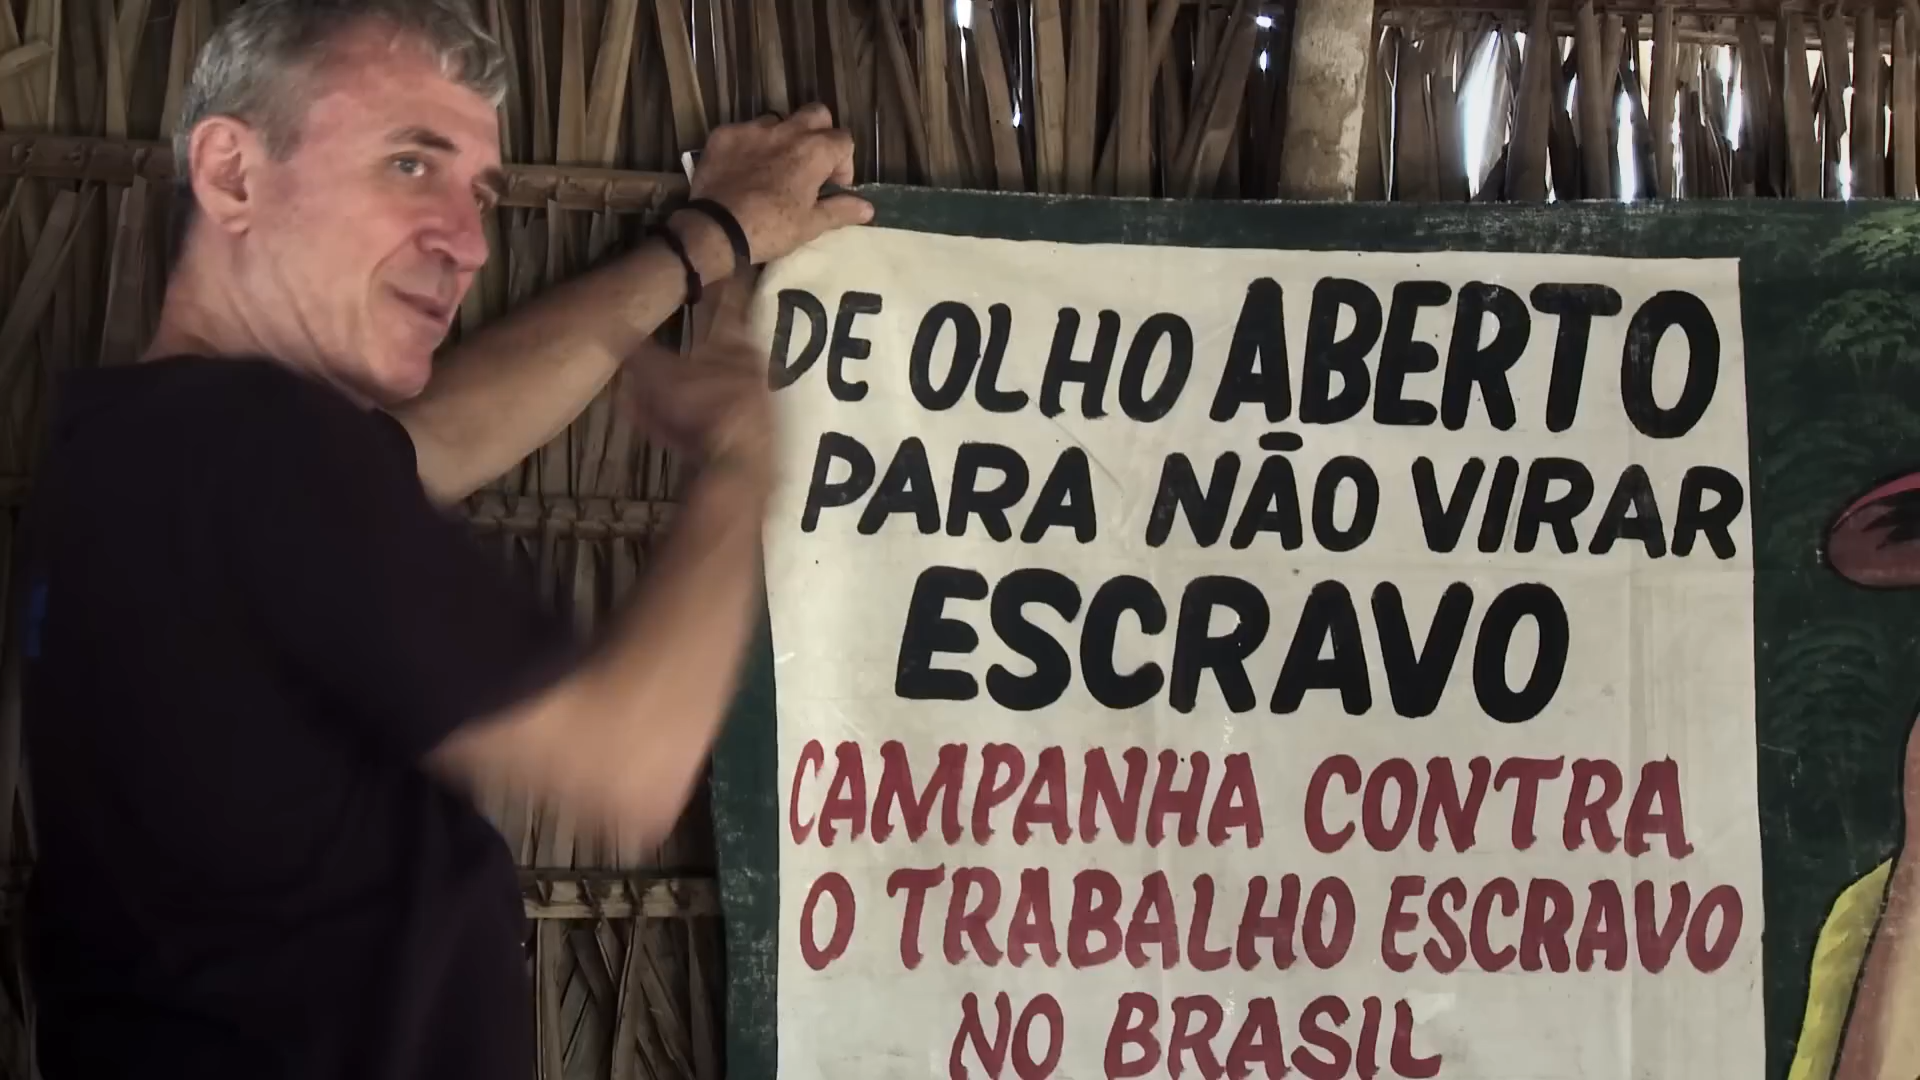 DE OLHO ABERTO
PARA NÃO VIRAR
ESCRAVO
CAMPANHA CONTRA
O TRABALHO ESCRAVO
NO BRASIL